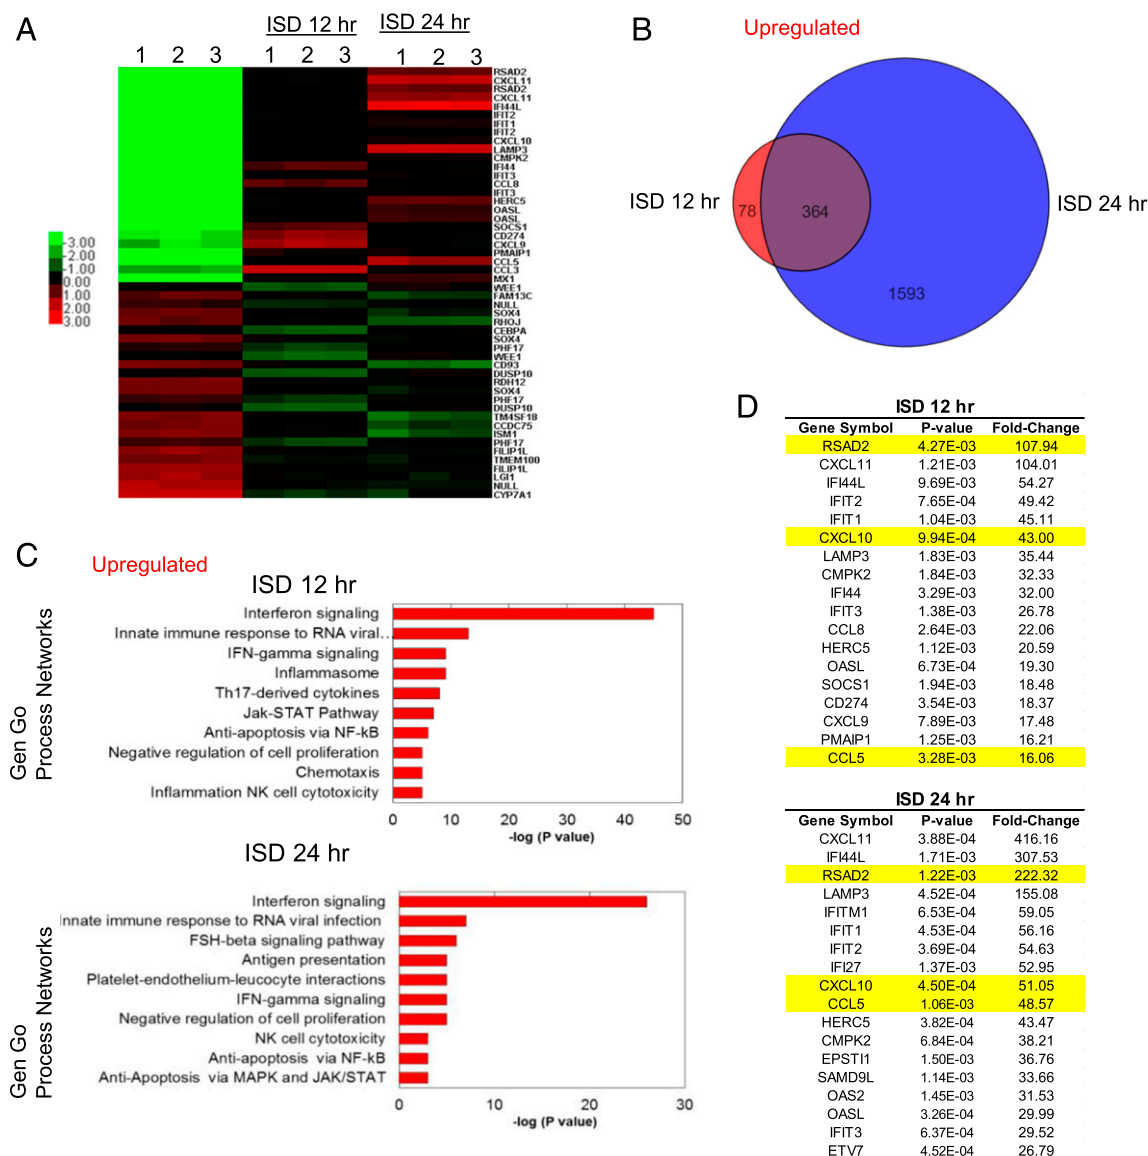 A
ISD 12 hr
ISD 24 hr
1 2 3 1 2 3 1 2 3
RSAD2
CXCL11
RSAD2
CXCL11
IFI44L
IFIT2
IFIT1
IFIT2
CXCL10
LAMP3
CMPK2
IFI44
IFIT3
CCL8
IFIT3
HERC5
OASL
OASL
SOCS1
CD274
CXCL9
PMAIP1
CCL5
CCL3
MX1
WEE1
FAM13C
NULL
SOX4
RHOJ
CEBPA
SOX4
PHF17
WEE1
CD93
DUSP10
RDH12
SOX4
PHF17
DUSP10
TM4SF18
CCDC75
ISM1
PHF17
FILIP1L
TMEM100
FILIP1L
LGI1
NULL
CYP7A1
-3.00
-2.00
-1.00
0.00
1.00
2.00
3.00
B
Upregulated
ISD 12 hr
78
364
1593
ISD 24 hr
C
Upregulated
ISD 12 hr
Gen Go
Process Networks
Interferon signaling
Innate immune response to RNA viral...
IFN-gamma signaling
Inflammasome
Th17-derived cytokines
Jak-STAT Pathway
Anti-apoptosis via NF-kB
Negative regulation of cell proliferation
Chemotaxis
Inflammation NK cell cytotoxicity
0 10 20 30 40 50
-log (P value)
ISD 24 hr
Gen Go
Process Networks
Interferon signaling
Innate immune response to RNA viral infection
FSH-beta signaling pathway
Antigen presentation
Platelet-endothelium-leucocyte interactions
IFN-gamma signaling
Negative regulation of cell proliferation
NK cell cytotoxicity
Anti-apoptosis via NF-kB
Anti-Apoptosis via MAPK and JAK/STAT
0 10 20 30
-log (P value)
D
ISD 12 hr
Gene Symbol P-value Fold-Change
RSAD2 4.27E-03 107.94
CXCL11 1.21E-03 104.01
IFI44L 9.69E-03 54.27
IFIT2 7.65E-04 49.42
IFIT1 1.04E-03 45.11
CXCL10 9.94E-04 43.00
LAMP3 1.83E-03 35.44
CMPK2 1.84E-03 32.33
IFI44 3.29E-03 32.00
IFIT3 1.38E-03 26.78
CCL8 2.64E-03 22.06
HERC5 1.12E-03 20.59
OASL 6.73E-04 19.30
SOCS1 1.94E-03 18.48
CD274 3.54E-03 18.37
CXCL9 7.89E-03 17.48
PMAIP1 1.25E-03 16.21
CCL5 3.28E-03 16.06
ISD 24 hr
Gene Symbol P-value Fold-Change
CXCL11 3.88E-04 416.16
IFI44L 1.71E-03 307.53
RSAD2 1.22E-03 222.32
LAMP3 4.52E-04 155.08
IFITM1 6.53E-04 59.05
IFIT1 4.53E-04 56.16
IFIT2 3.69E-04 54.63
IFI27 1.37E-03 52.95
CXCL10 4.50E-04 51.05
CCL5 1.06E-03 48.57
HERC5 3.82E-04 43.47
CMPK2 6.84E-04 38.21
EPSTI1 1.50E-03 36.76
SAMD9L 1.14E-03 33.66
OAS2 1.45E-03 31.53
OASL 3.26E-04 29.99
IFIT3 6.37E-04 29.52
ETV7 4.52E-04 26.79